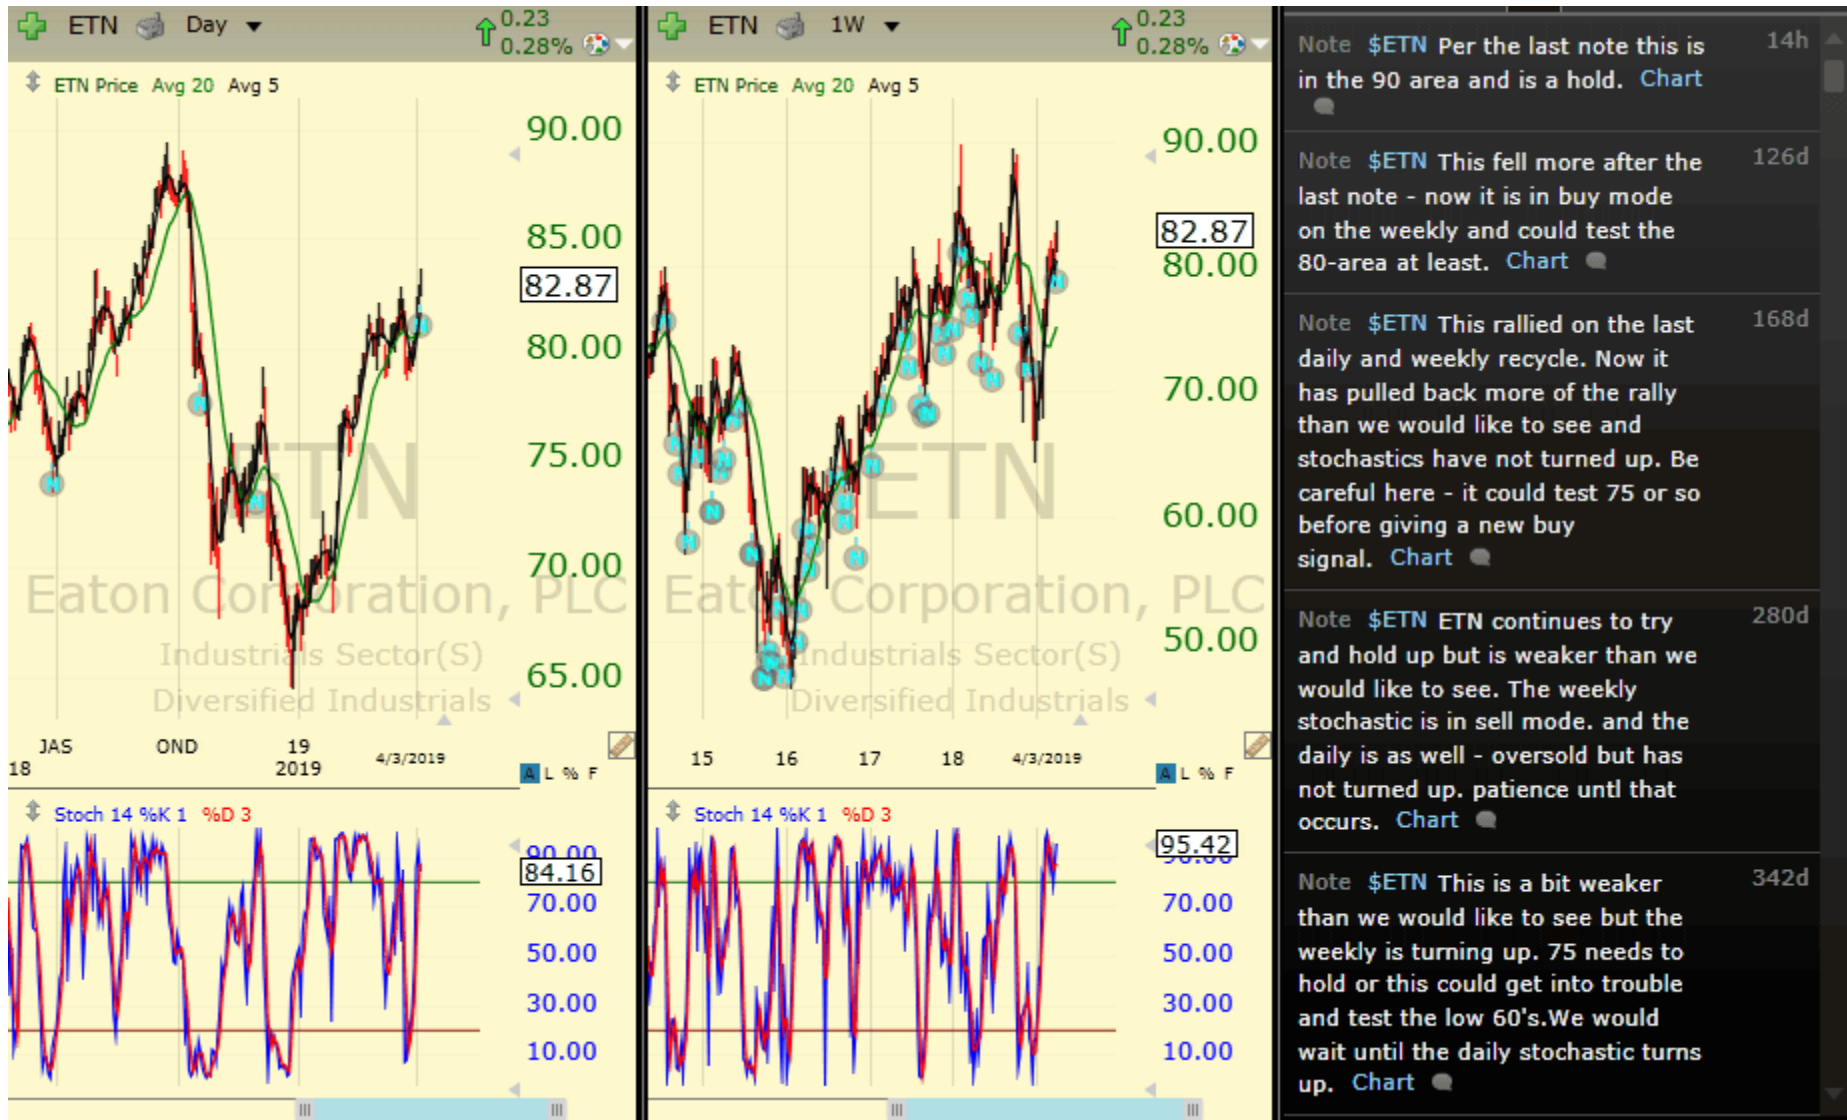 ETN Day
0.23
0.28%
ETN Price Avg 20 Avg 5
90.00
85.00
82.87
80.00
75.00
70.00
65.00
ETN
Eaton Corporation, PLC
Industrials Sector(S)
Diversified Industrials
JAS OND 19 4/3/2019
18 2019
A L % F
Stoch 14 %K 1 %D 3
90.00
84.16
70.00
50.00
30.00
10.00
ETN 1W
0.23
0.28%
ETN Price Avg 20 Avg 5
90.00
82.87
80.00
70.00
60.00
50.00
ETN
Eaton Corporation, PLC
Industrials Sector(S)
Diversified Industrials
15 16 17 18 4/3/2019
A L % F
Stoch 14 %K 1 %D 3
95.42
90.00
70.00
50.00
30.00
10.00
Note $ETN Per the last note this is 14h
in the 90 area and is a hold. Chart
Note $ETN This fell more after the 126d
last note - now it is in buy mode
on the weekly and could test the
80-area at least. Chart
Note $ETN This rallied on the last 168d
daily and weekly recycle. Now it
has pulled back more of the rally
than we would like to see and
stochastics have not turned up. Be
careful here - it could test 75 or so
before giving a new buy
signal. Chart
Note $ETN ETN continues to try 280d
and hold up but is weaker than we
would like to see. The weekly
stochastic is in sell mode. and the
daily is as well - oversold but has
not turned up. patience untl that
occurs. Chart
Note $ETN This is a bit weaker 342d
than we would like to see but the
weekly is turning up. 75 needs to
hold or this could get into trouble
and test the low 60's.We would
wait until the daily stochastic turns
up. Chart